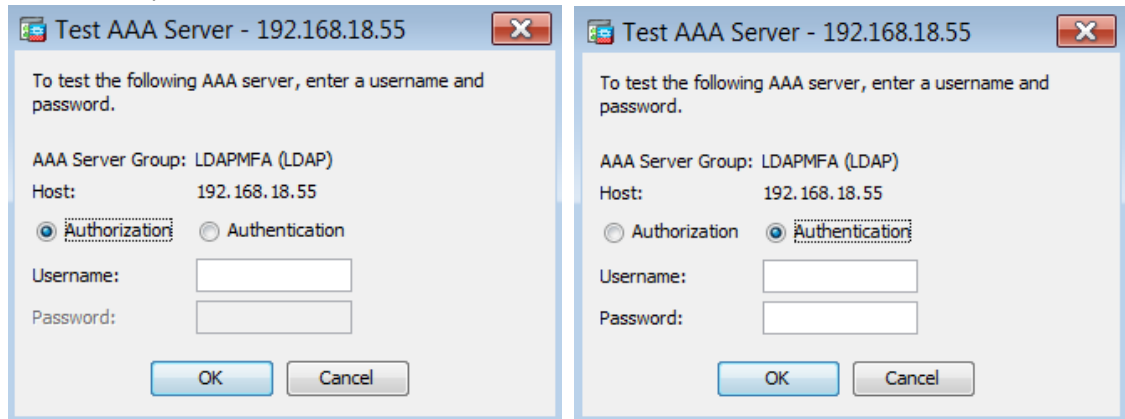 Test AAA Server - 192.168.18.55
To test the following AAA server, enter a username and
password.
AAA Server Group: LDAPMFA (LDAP)
Host: 192.168.18.55
Authorization Authentication
Username:
Password:
OK Cancel
Test AAA Server - 192.168.18.55
To test the following AAA server, enter a username and
password.
AAA Server Group: LDAPMFA (LDAP)
Host: 192.168.18.55
Authorization Authentication
Username:
Password:
OK Cancel